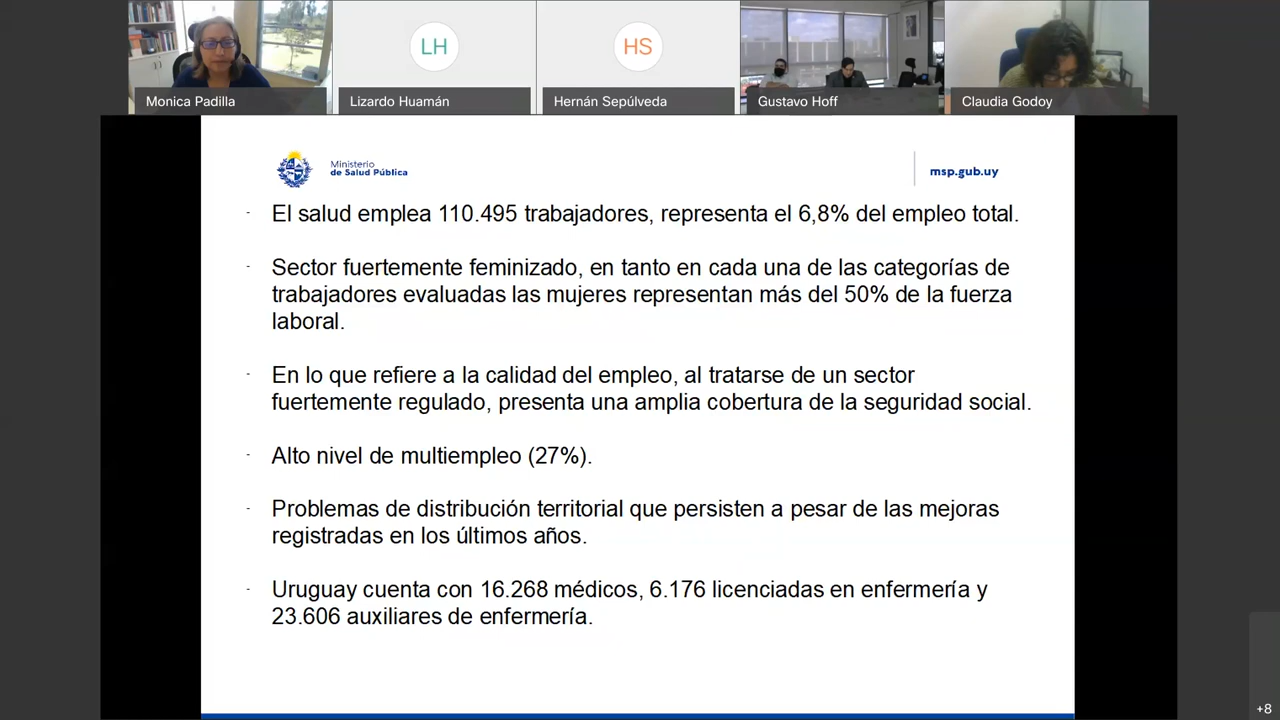 LH
HS
Monica Padilla
Lizardo Huamán
Hernán Sepúlveda
Gustavo Hoff
Claudia Godoy
Ministerio
de Salud Pública
msp.gub.uy
- El salud emplea 110.495 trabajadores, representa el 6,8% del empleo total.
- Sector fuertemente feminizado, en tanto en cada una de las categorías de
trabajadores evaluadas las mujeres representan más del 50% de la fuerza
laboral.
- En lo que refiere a la calidad del empleo, al tratarse de un sector
fuertemente regulado, presenta una amplia cobertura de la seguridad social.
- Alto nivel de multiempleo (27%).
- Problemas de distribución territorial que persisten a pesar de las mejoras
registradas en los últimos años.
- Uruguay cuenta con 16.268 médicos, 6.176 licenciadas en enfermería y
23.606 auxiliares de enfermería.
+8